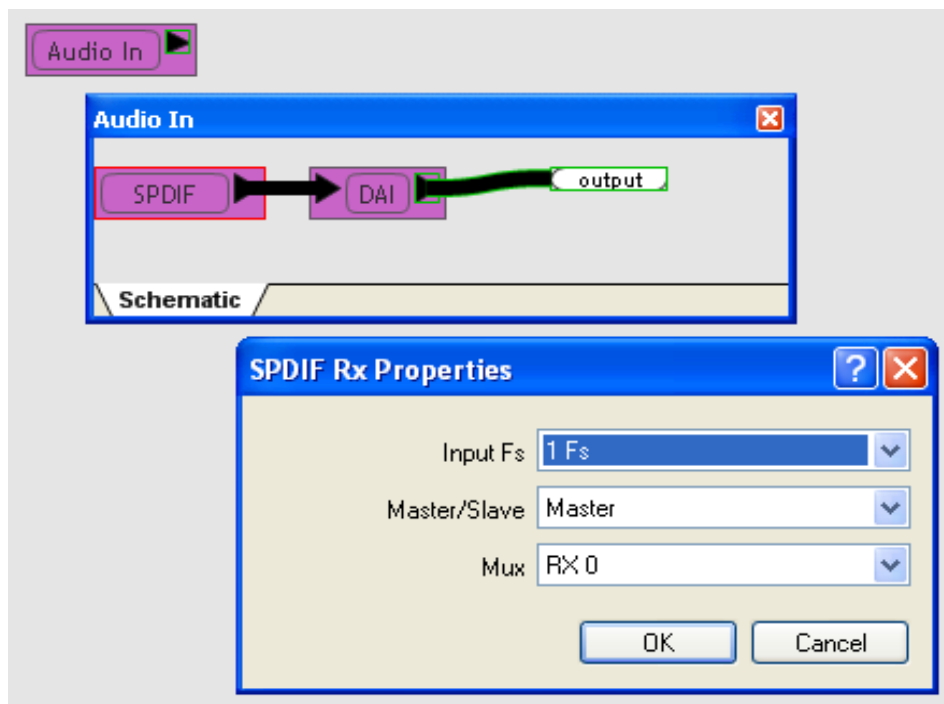 Audio In
Audio In
SPDIF DAI output
Schematic
SPDIF Rx Properties ?
Input Fs 1 Fs
Master/Slave Master
Mux RX 0
OK Cancel